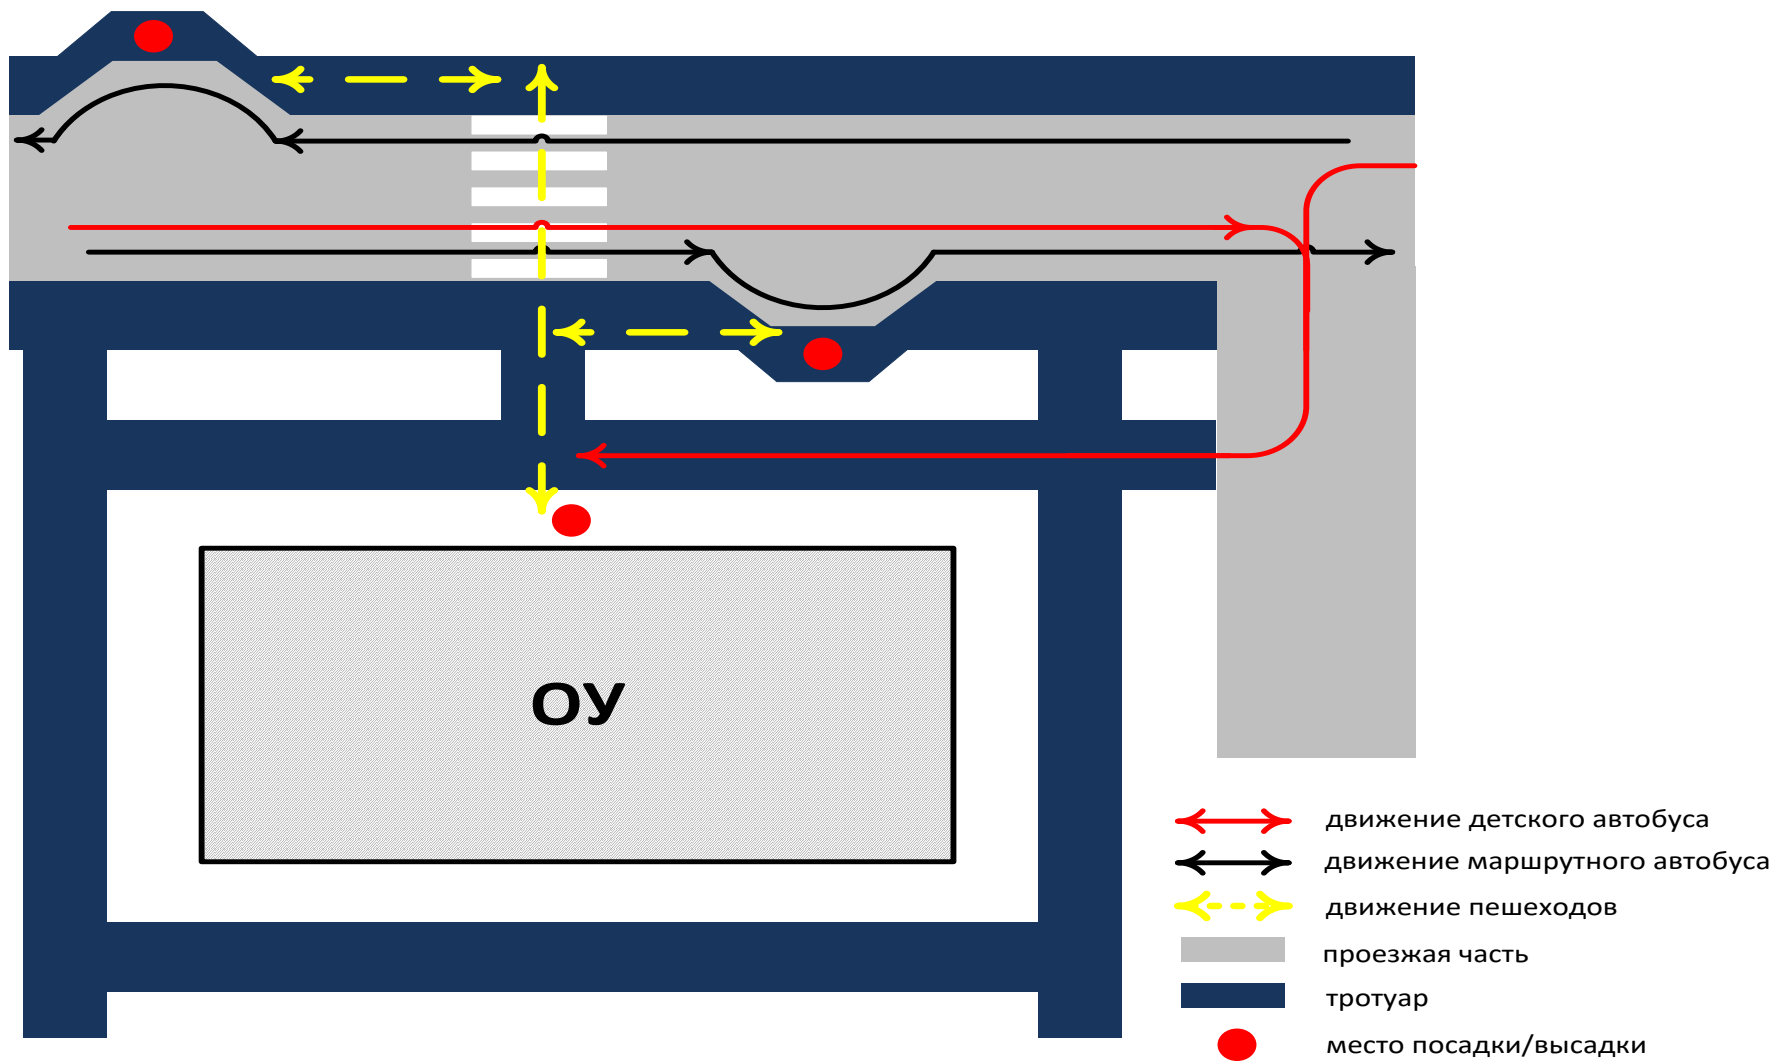 ОУ
движение детского автобуса
движение маршрутного автобуса
движение пешеходов
проезжая часть
тротуар
место посадки/высадки